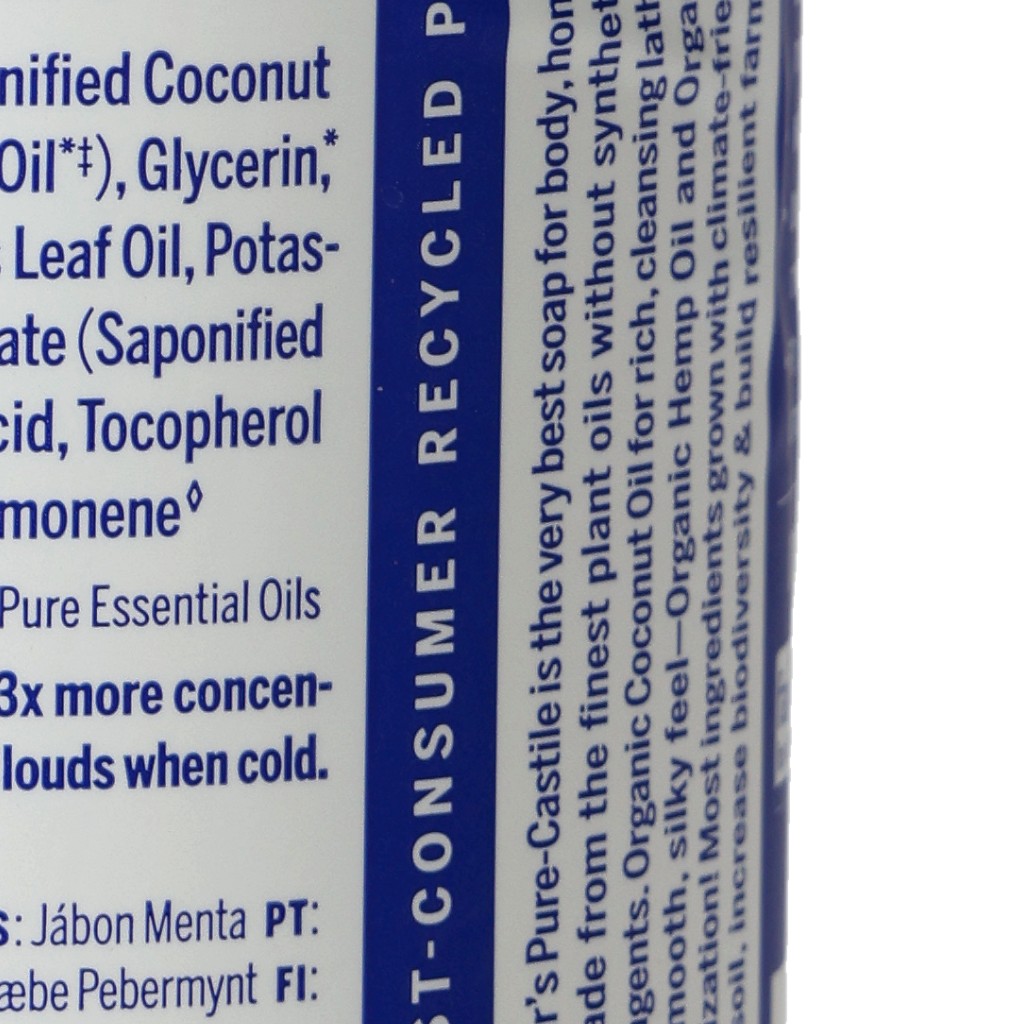 nified Coconut
Oil*‡), Glycerin,*
Leaf Oil, Potas-
ate (Saponified
cid, Tocopherol
monene◊
Pure Essential Oils
3x more concen-
louds when cold.
s: Jábon Menta PT:
æbe Pebermynt FI:
ST-CONSUMER RECYCLED P
r's Pure-Castile is the very best soap for body, hom
ade from the finest plant oils without synthet
gents. Organic Coconut Oil for rich, cleansing lath
mooth, silky feel—Organic Hemp Oil and Orga
ization! Most ingredients grown with climate-frie
soil, increase biodiversity & build resilient farm